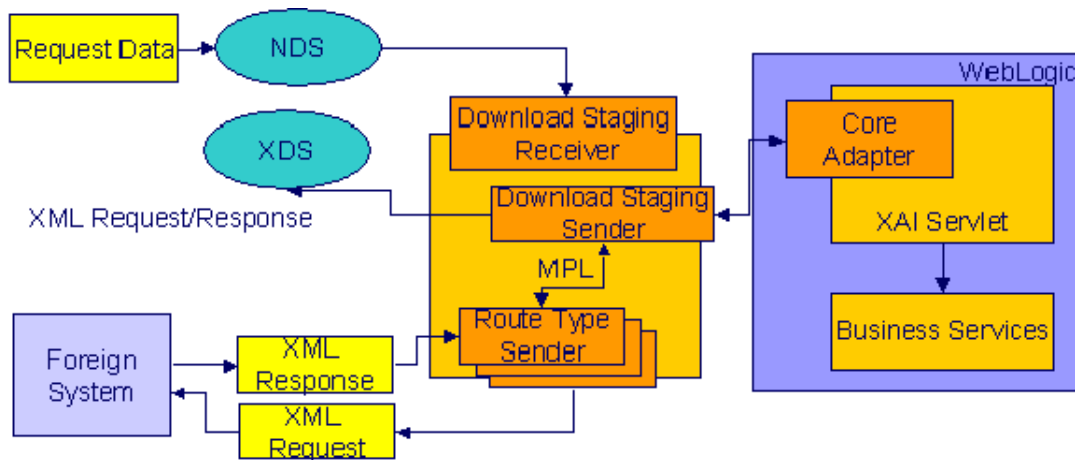 Request Data
NDS
WebLogic
Download Staging
Receiver
Core
Adapter
XDS
Download Staging
Sender
XML Request/Response
XAI Servlet
MPL
Route Type
Sender
Business Services
Foreign
System
XML
Response
XML
Request